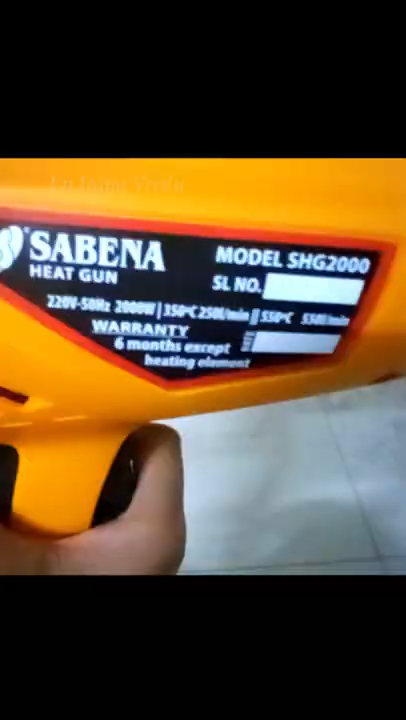 SABENA
HEAT GUN
MODEL SHG2000
SL NO.
220V-50Hz 2000W | 350°C 250l/min || 550°C 550l/min
WARRANTY
6 months except
heating element